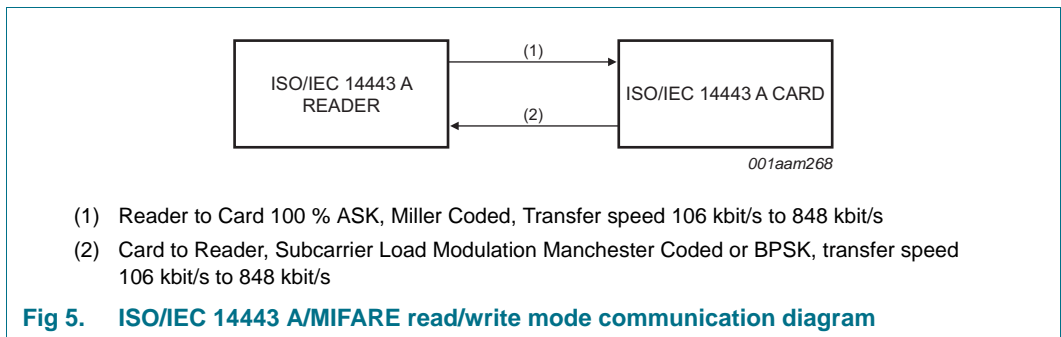 (1)
ISO/IEC 14443 A
READER
ISO/IEC 14443 A CARD
(2)
001aam268
(1) Reader to Card 100 % ASK, Miller Coded, Transfer speed 106 kbit/s to 848 kbit/s
(2) Card to Reader, Subcarrier Load Modulation Manchester Coded or BPSK, transfer speed
106 kbit/s to 848 kbit/s
Fig 5. ISO/IEC 14443 A/MIFARE read/write mode communication diagram